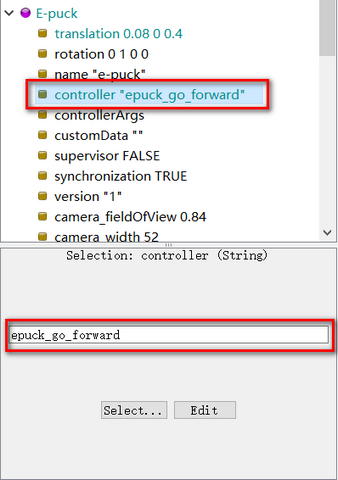 E-puck
translation 0.08 0 0.4
rotation 0 1 0 0
name "e-puck"
controller "epuck_go_forward"
controllerArgs
customData ""
supervisor FALSE
synchronization TRUE
version "1"
camera_fieldOfView 0.84
camera_width 52
Selection: controller (String)
epuck_go_forward
Select... Edit